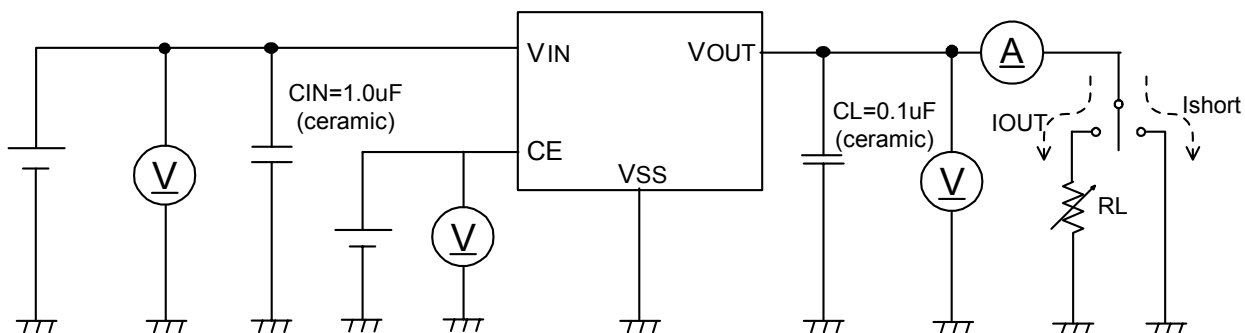 VIN
VOUT
A
CIN=1.0uF
(ceramic)
CL=0.1uF
(ceramic)
IOUT
Ishort
V
CE
V
VSS
V
RL